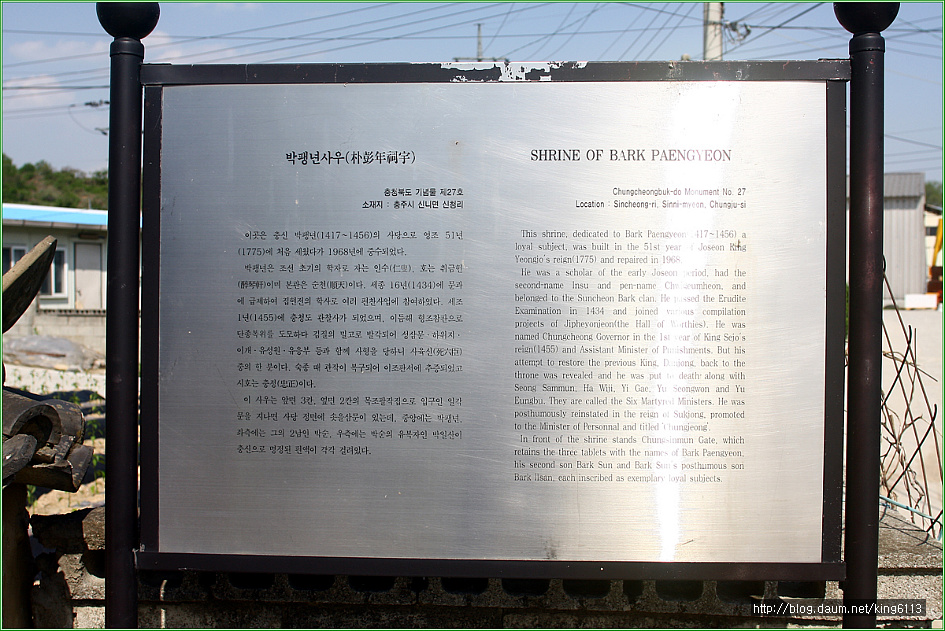 박팽년사우(朴彭年祠宇)
충청북도 기념물 제27호
소재지 : 충주시 신니면 신청리
이곳은 충신 박팽년(1417~1456)의 사당으로 영조 51년
(1775)에 처음 세웠다가 1968년에 중수되었다.
박팽년은 조선 초기의 학자로 자는 인수(仁叟), 호는 취금헌
(醉琴軒)이며 본관은 순천(順天)이다. 세종 16년(1434)에 문과
에 급제하여 집현전의 학사로 여러 편찬사업에 참여하였다. 세조
1년(1455)에 충청도 관찰사가 되었으며, 이듬해 형조참판으로
단종복위를 도모하다 김질의 밀고로 발각되어 성삼문·하위지·
이개·유성원·유응부 등과 함께 사형을 당하니 사육신(死六臣)
중의 한 분이다. 숙종 때 관작이 복구되어 이조판서에 추증되었고
시호는 충정(忠正)이다.
이 사우는 앞면 3칸, 옆면 2칸의 목조팔작집으로 입구인 일각
문을 지나면 사당 정면에 솟을삼문이 있는데, 중앙에는 박팽년,
좌측에는 그의 2남인 박순, 우측에는 박순의 유복자인 박일산이
충신으로 명정된 편액이 각각 걸려있다.
SHRINE OF BARK PAENGYEON
Chungcheongbuk-do Monument No. 27
Location : Sincheong-ri, Sinni-myeon, Chungju-si
This shrine, dedicated to Bark Paengyeon(1417~1456) a
loyal subject, was built in the 51st year of Joseon King
Yeongjo's reign(1775) and repaired in 1968.
He was a scholar of the early Joseon period, had the
second-name Insu and pen-name Chwigeumheon, and
belonged to the Suncheon Bark clan. He passed the Erudite
Examination in 1434 and joined various compilation
projects of Jipheyonjeon(the Hall of Worthies). He was
named Chungcheong Governor in the 1st year of King Sejo's
reign(1455) and Assistant Minister of Punishments. But his
attempt to restore the previous King, Danjong, back to the
throne was revealed and he was put to death along with
Seong Sammun, Ha Wiji, Yi Gae, Yu Seongwon and Yu
Eungbu. They are called the Six Martyred Ministers. He was
posthumously reinstated in the reign of Sukjong, promoted
to the Minister of Personnal and titled 'Chungjeong'.
In front of the shrine stands Chungsinmun Gate, which
retains the three tablets with the names of Bark Paengyeon,
his second son Bark Sun and Bark Sun's posthumous son
Bark Ilsan, each inscribed as exemplary loyal subjects.
http://blog.daum.net/king6113